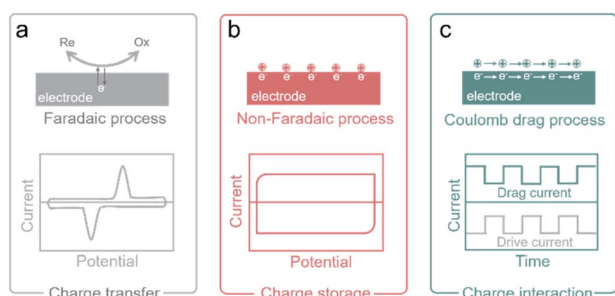 a
Re
Ox
e⁻
electrode
Faradaic process
Current
Potential
Charge transfer
b
⊕ ⊕ ⊕ ⊕ ⊕
e⁻ e⁻ e⁻ e⁻ e⁻
electrode
Non-Faradaic process
Current
Potential
Charge storage
c
⊕→⊕→⊕→⊕→⊕
e⁻→e⁻→e⁻→e⁻
electrode
Coulomb drag process
Current
Drag current
Drive current
Time
Charge interaction